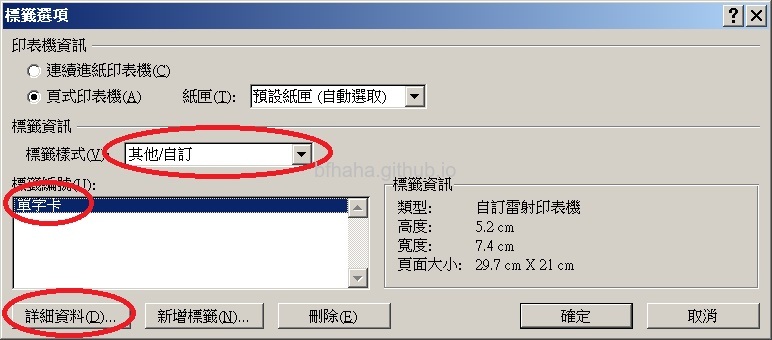 標籤選項
印表機資訊
連續進紙印表機(C)
頁式印表機(A) 紙匣(T): 預設紙匣 (自動選取)
標籤資訊
標籤樣式(V): 其他/自訂
bfhaha.github.io
標籤編號(U): 標籤資訊
單字卡
類型: 自訂雷射印表機
高度: 5.2 cm
寬度: 7.4 cm
頁面大小: 29.7 cm X 21 cm
詳細資料(D)... 新增標籤(N)... 刪除(E) 確定 取消